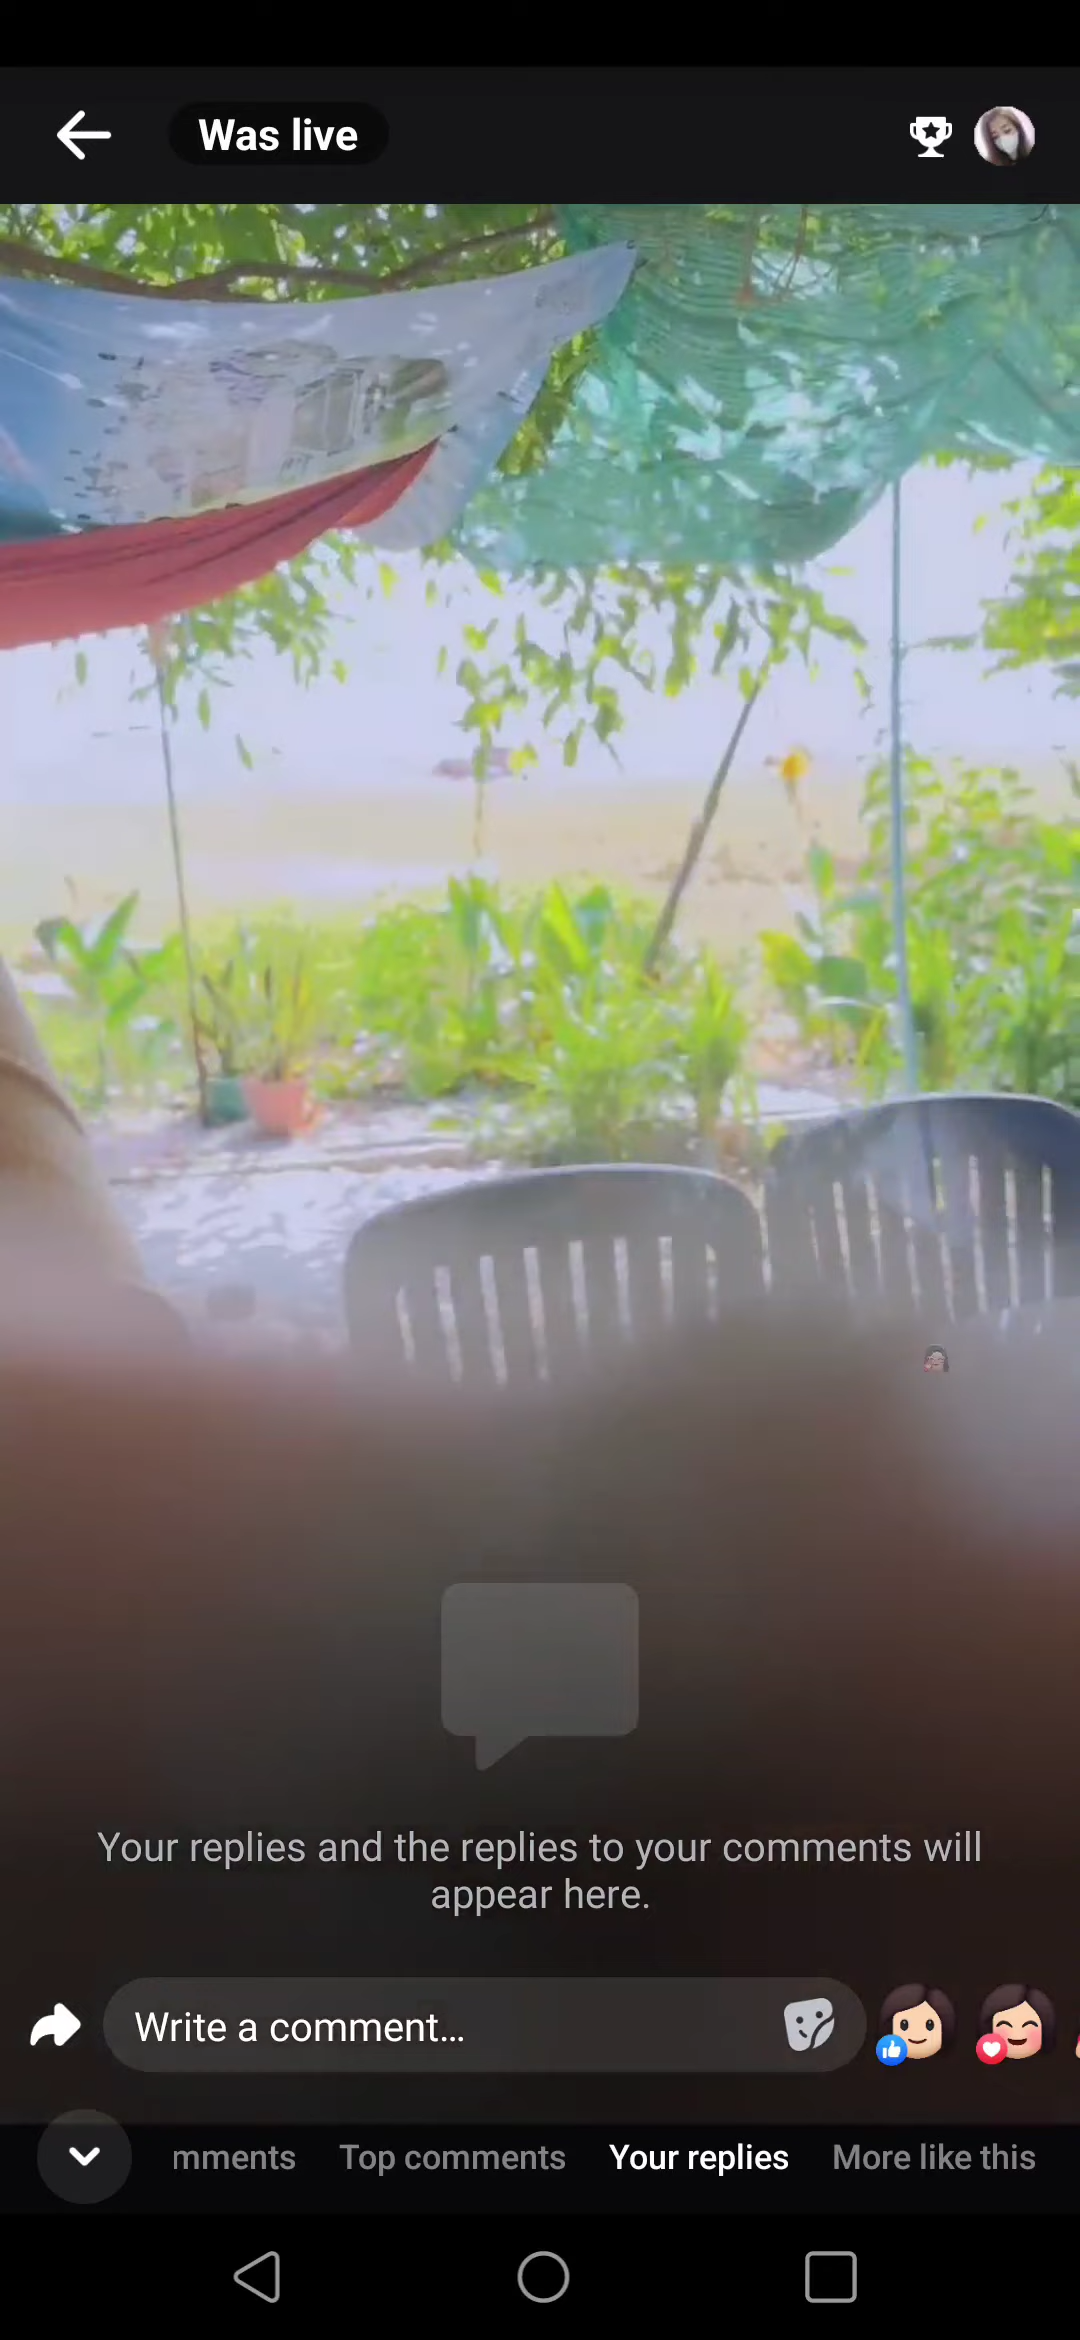 Was live
Your replies and the replies to your comments will
appear here.
Write a comment...
mments
Top comments
Your replies
More like this